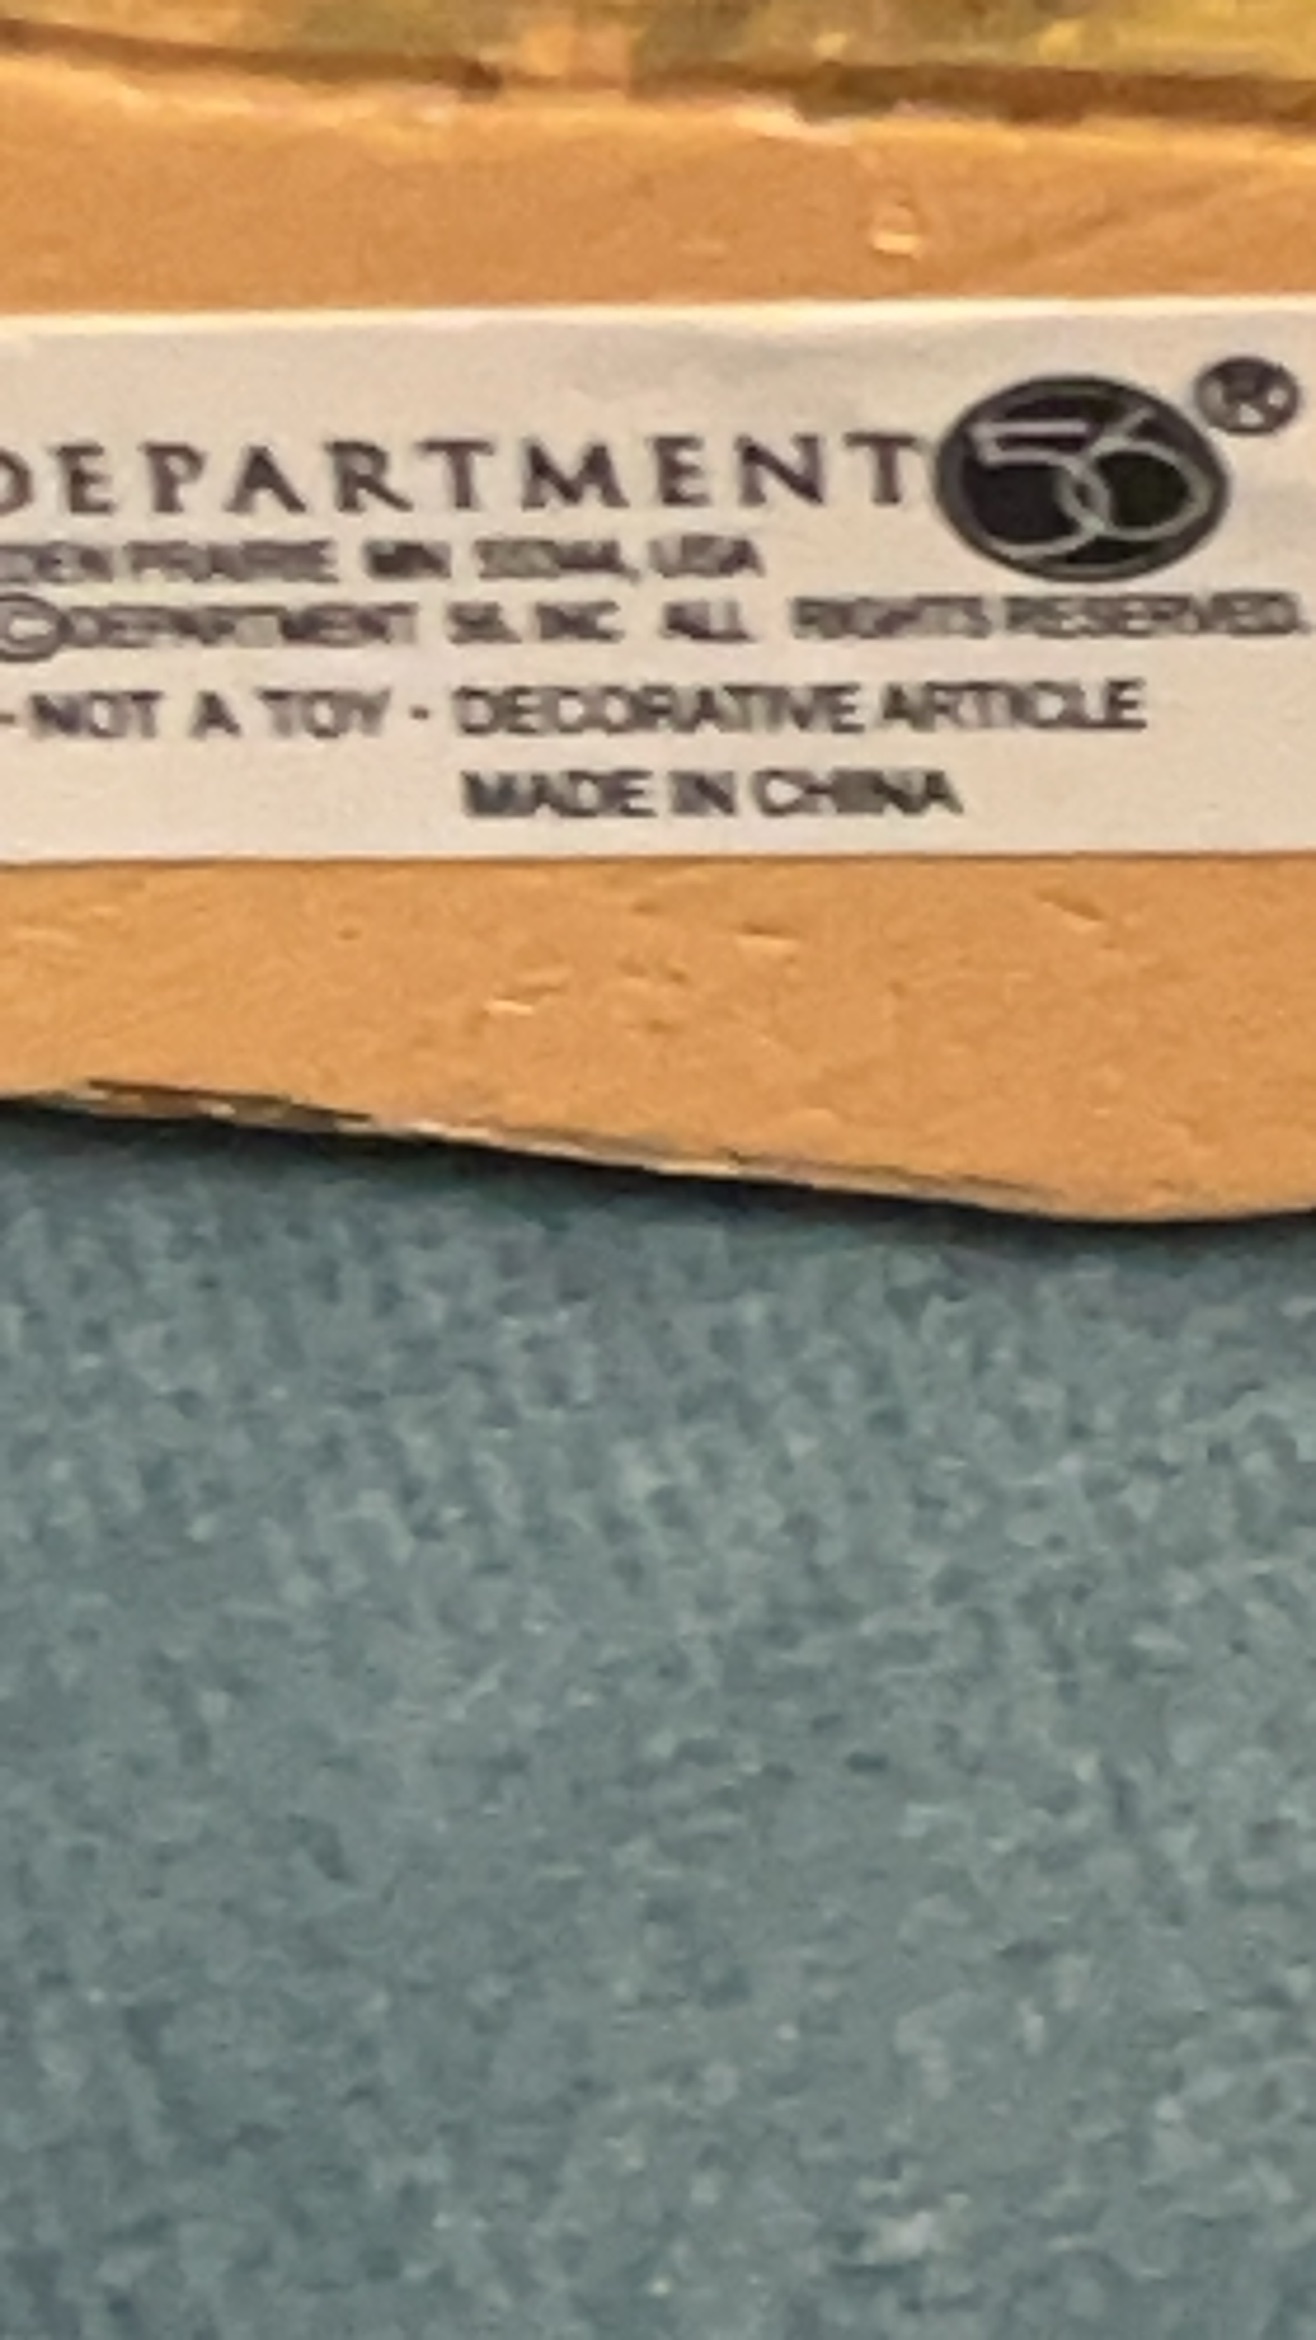 DEPARTMENT 56®
DEN PRAIRIE MN 55344, USA
©DEPARTMENT 56, INC ALL RIGHTS RESERVED.
-NOT A TOY - DECORATIVE ARTICLE
MADE IN CHINA